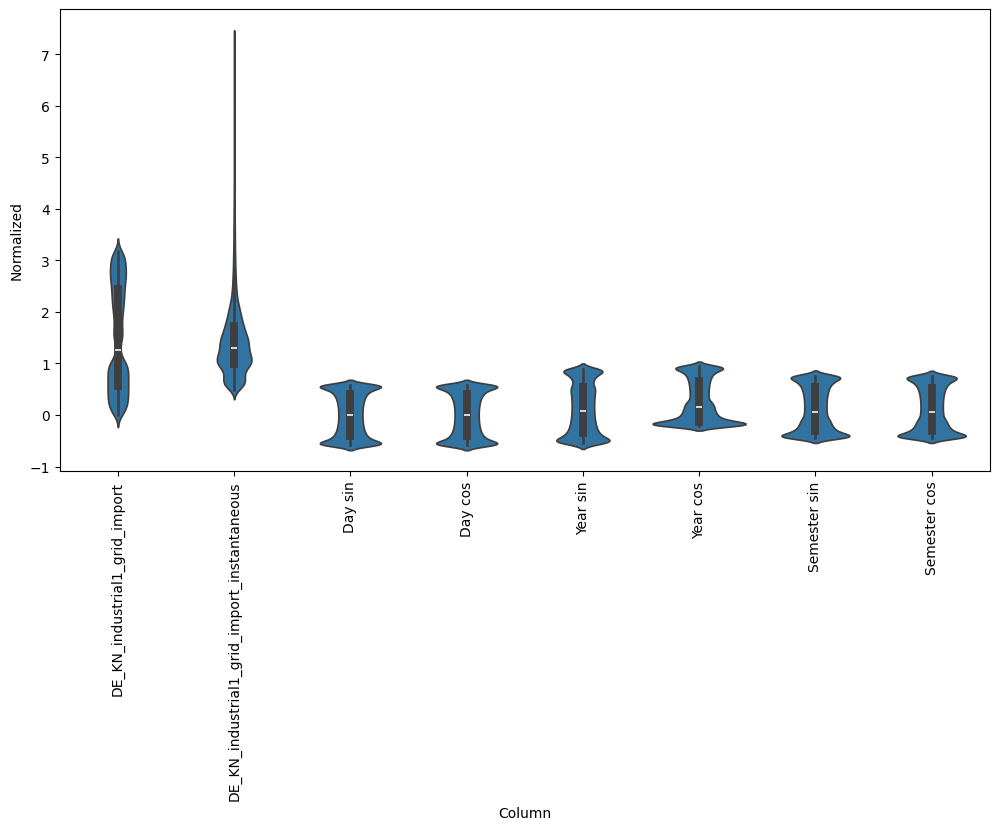 7
6
5
4
3
2
1
0
−1
Normalized
DE_KN_industrial1_grid_import
DE_KN_industrial1_grid_import_instantaneous
Day sin
Day cos
Year sin
Year cos
Semester sin
Semester cos
Column